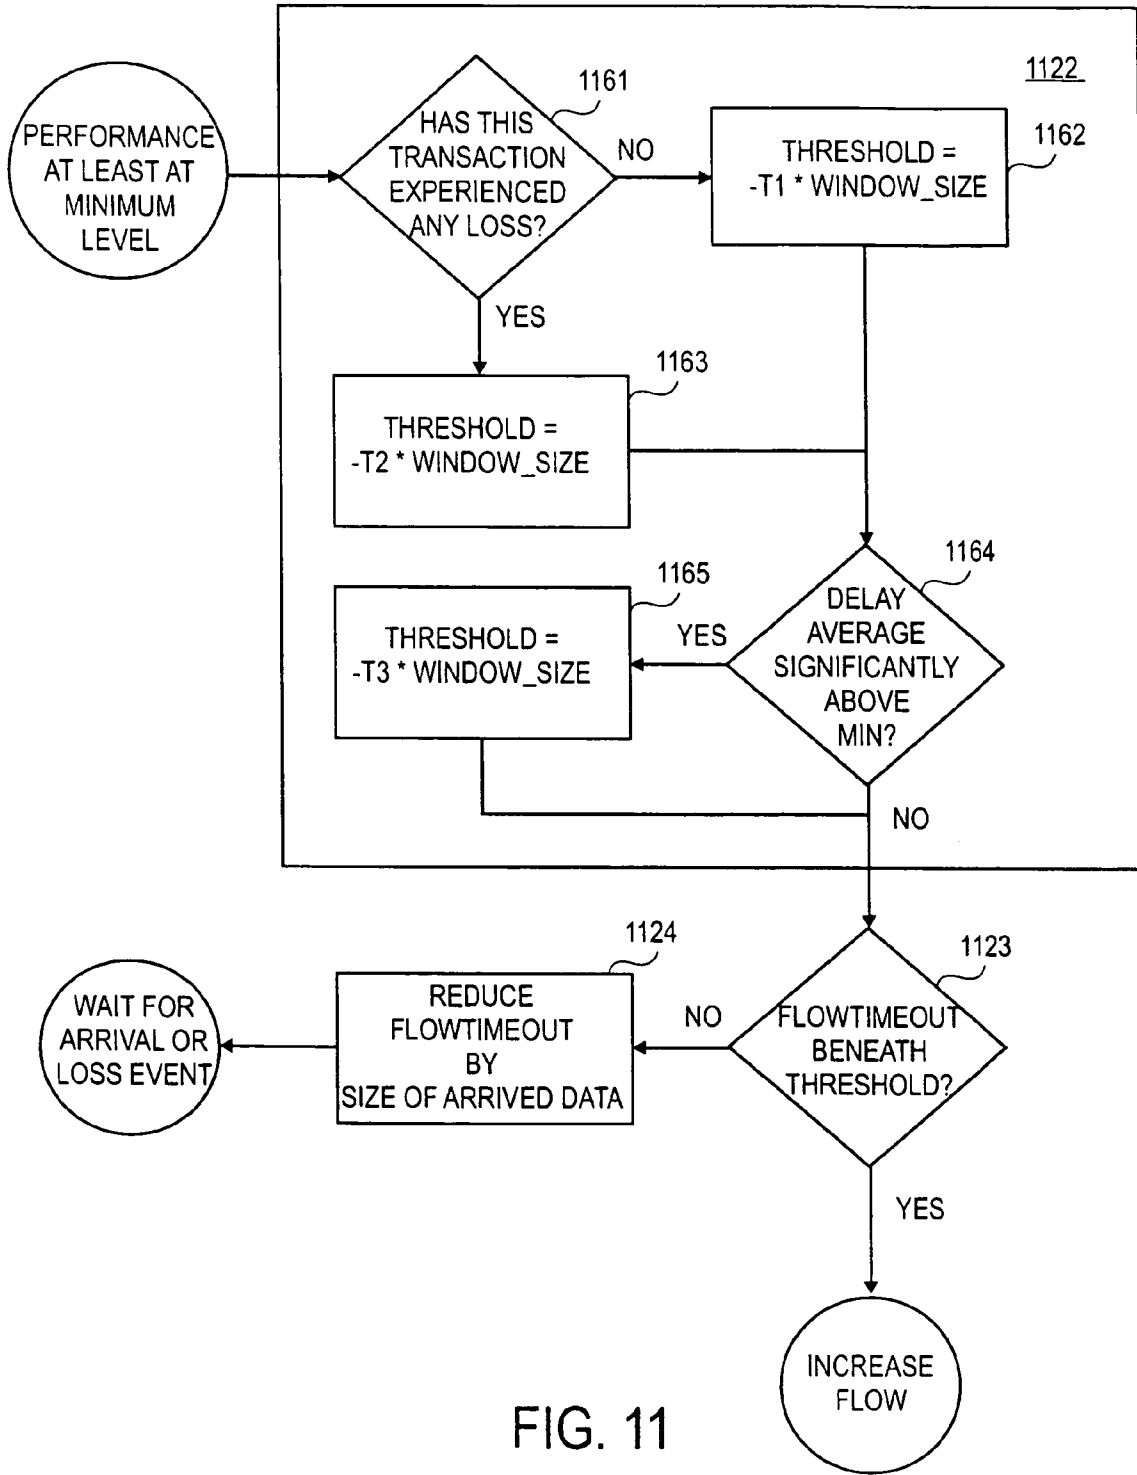 1122
1161
PERFORMANCE
AT LEAST AT
MINIMUM
LEVEL
HAS THIS
TRANSACTION
EXPERIENCED
ANY LOSS?
NO
1162
THRESHOLD =
-T1 * WINDOW_SIZE
YES
1163
THRESHOLD =
-T2 * WINDOW_SIZE
1164
DELAY
AVERAGE
SIGNIFICANTLY
ABOVE
MIN?
YES
1165
THRESHOLD =
-T3 * WINDOW_SIZE
NO
1123
FLOWTIMEOUT
BENEATH
THRESHOLD?
NO
1124
REDUCE
FLOWTIMEOUT
BY
SIZE OF ARRIVED DATA
WAIT FOR
ARRIVAL OR
LOSS EVENT
YES
INCREASE
FLOW
FIG. 11